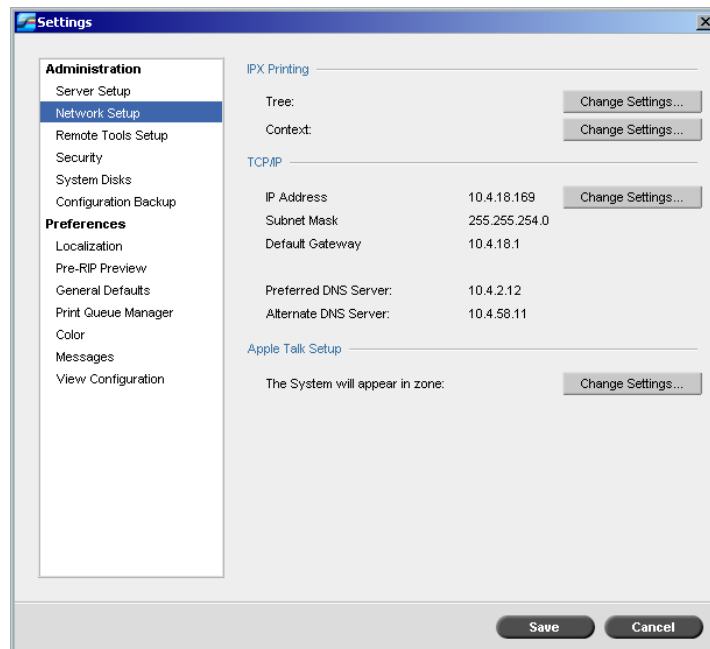 Settings
Administration
Server Setup
Network Setup
Remote Tools Setup
Security
System Disks
Configuration Backup
Preferences
Localization
Pre-RIP Preview
General Defaults
Print Queue Manager
Color
Messages
View Configuration
IPX Printing
Tree: Change Settings...
Context: Change Settings...
TCP/IP
IP Address 10.4.18.169 Change Settings...
Subnet Mask 255.255.254.0
Default Gateway 10.4.18.1
Preferred DNS Server: 10.4.2.12
Alternate DNS Server: 10.4.58.11
Apple Talk Setup
The System will appear in zone: Change Settings...
Save Cancel